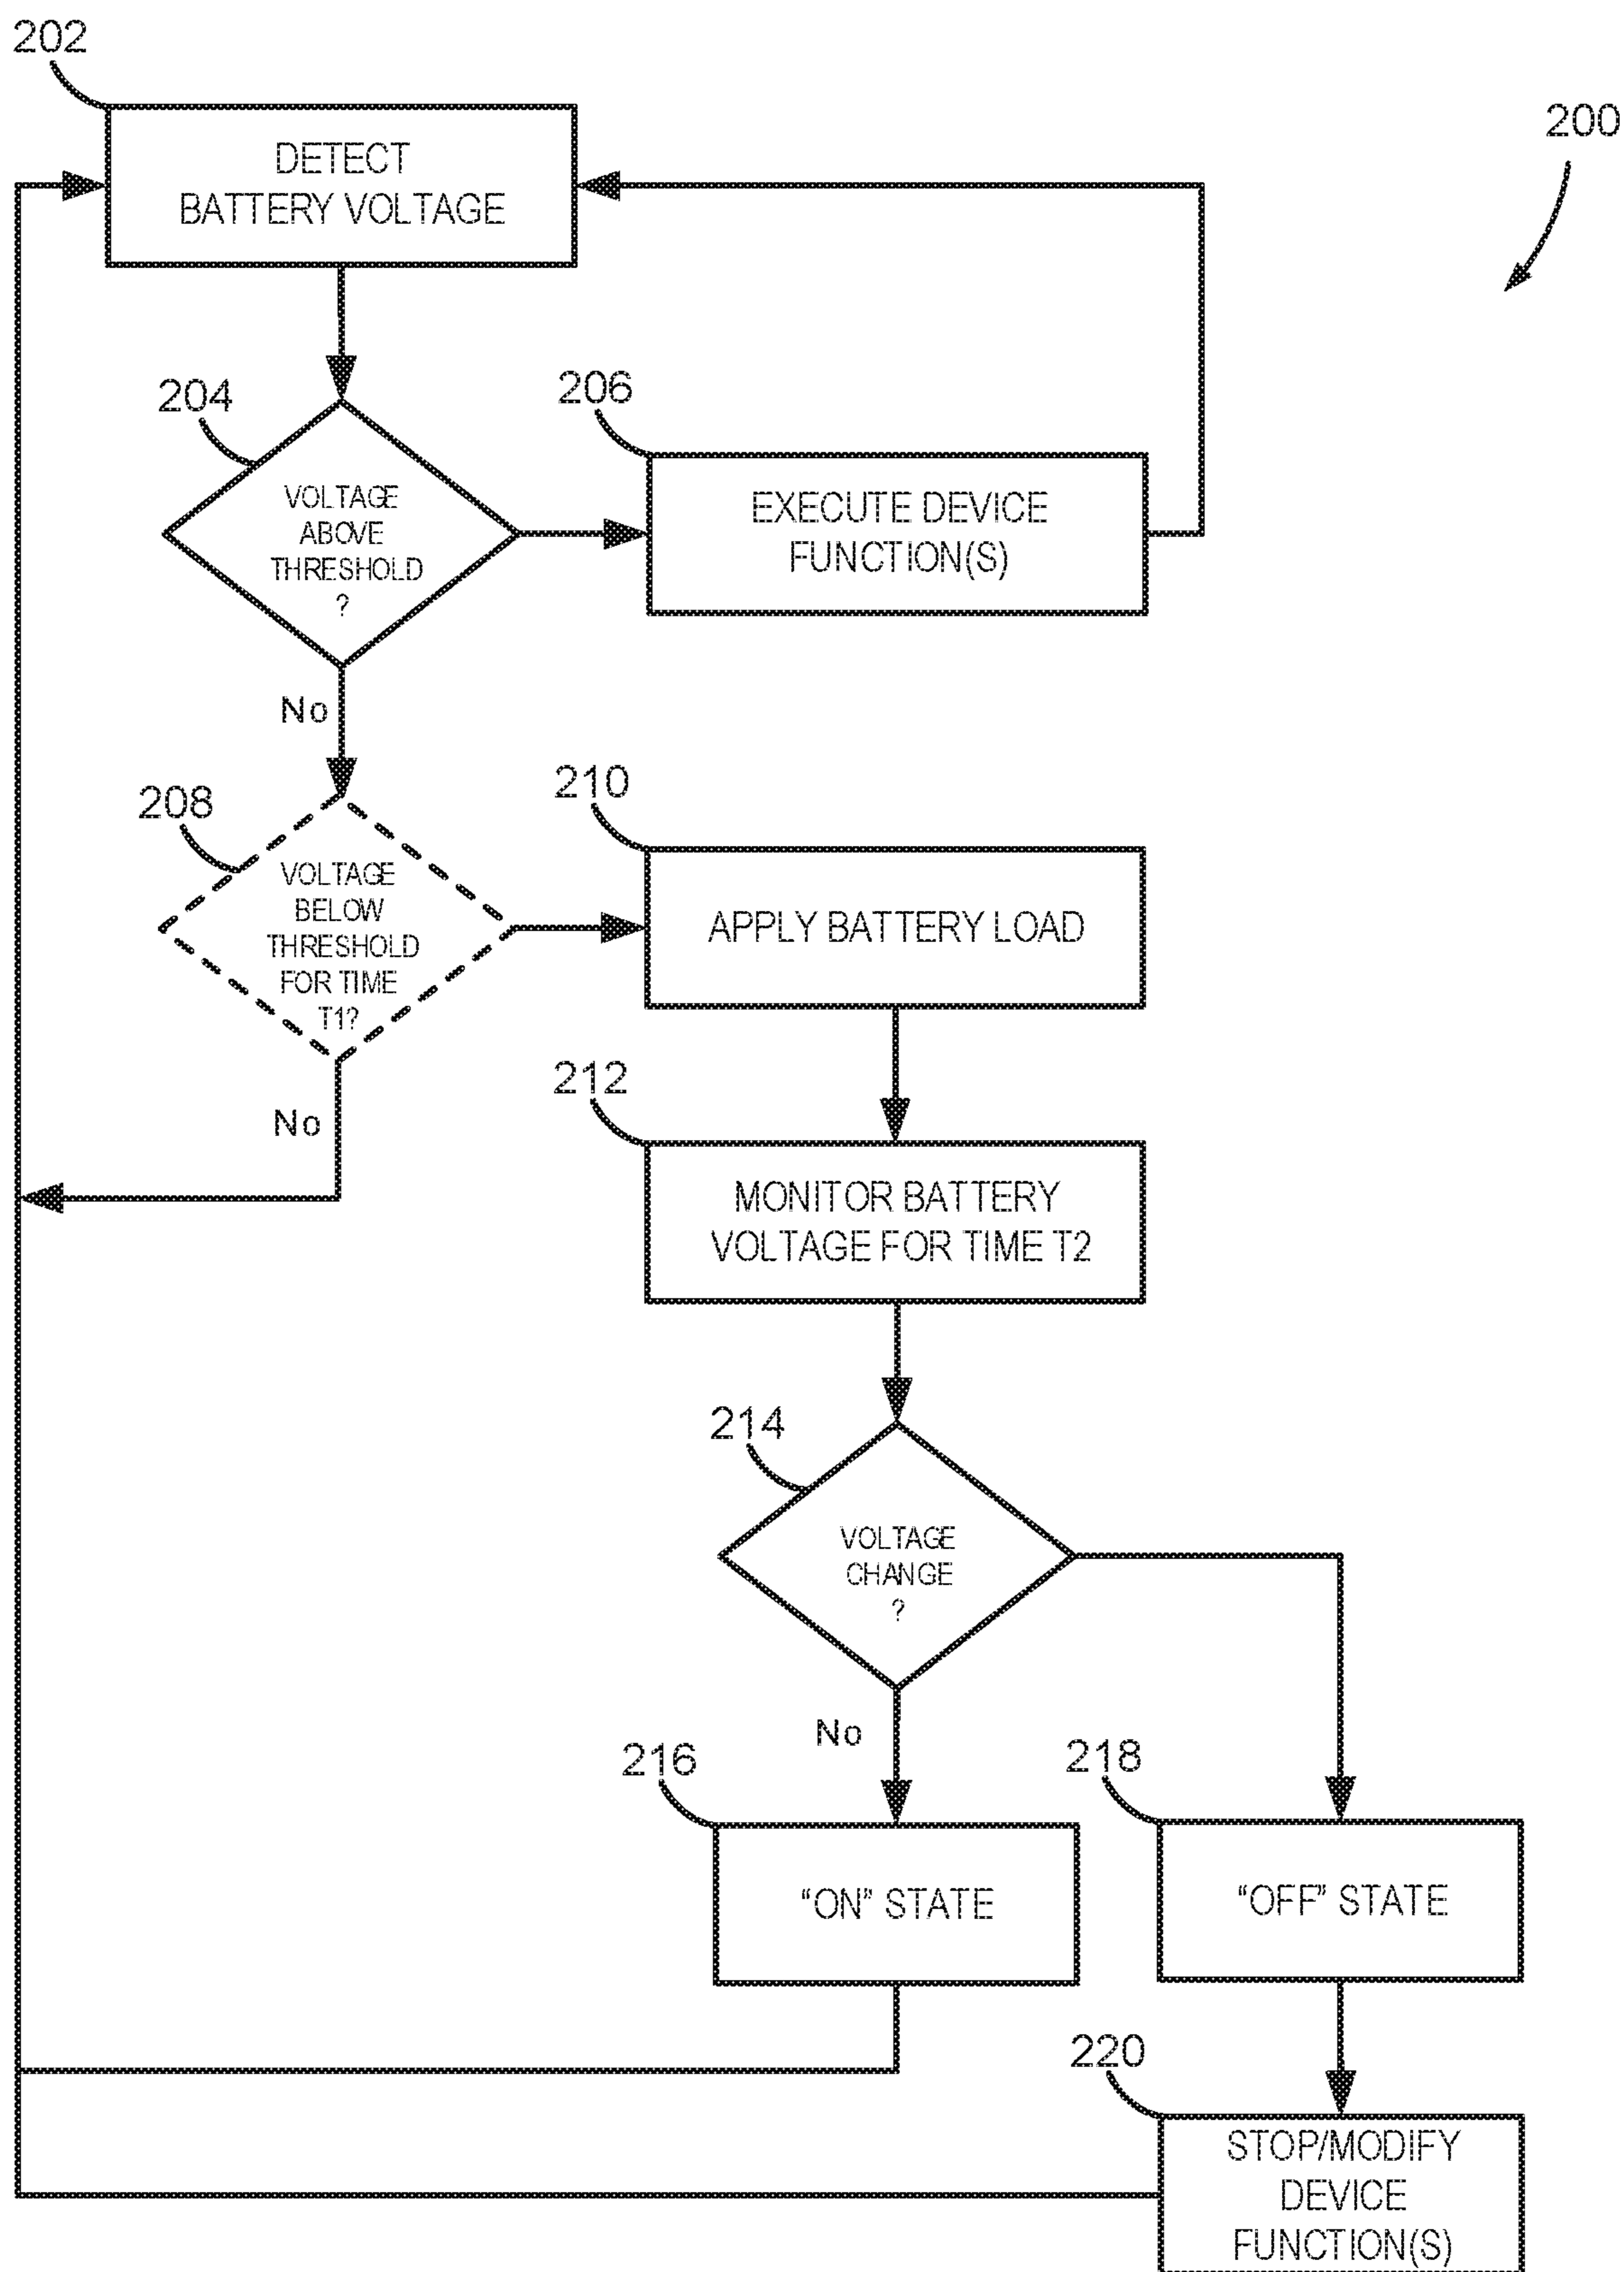 202
200
DETECT
BATTERY VOLTAGE
204
206
VOLTAGE
ABOVE
THRESHOLD
?
EXECUTE DEVICE
FUNCTION(S)
No
208
210
VOLTAGE
BELOW
THRESHOLD
FOR TIME
T1?
APPLY BATTERY LOAD
No
212
MONITOR BATTERY
VOLTAGE FOR TIME T2
214
VOLTAGE
CHANGE
?
No
216
218
“ON” STATE
“OFF” STATE
220
STOP/MODIFY
DEVICE
FUNCTION(S)